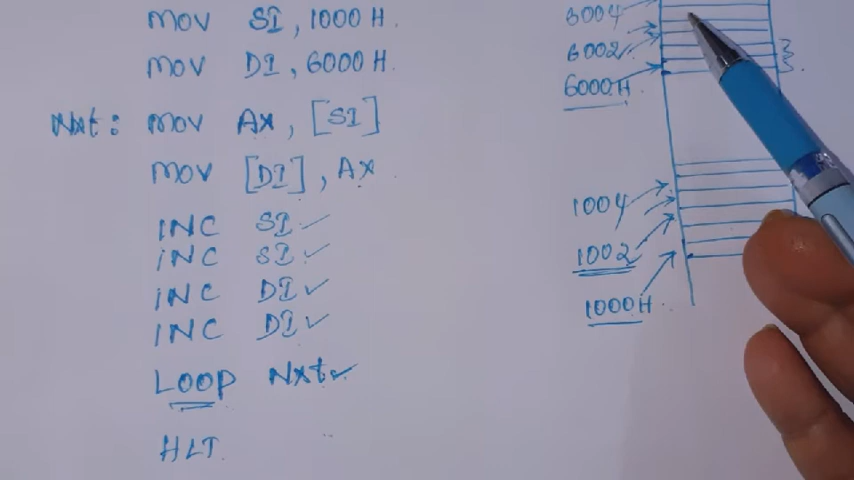 MOV SI, 1000 H.
MOV DI, 6000 H.
Nxt: MOV AX, [SI]
MOV [DI], AX
INC SI
INC SI
INC DI
INC DI
LOOP Nxt
HLT.
6004
6002
6000H
1004
1002
1000H